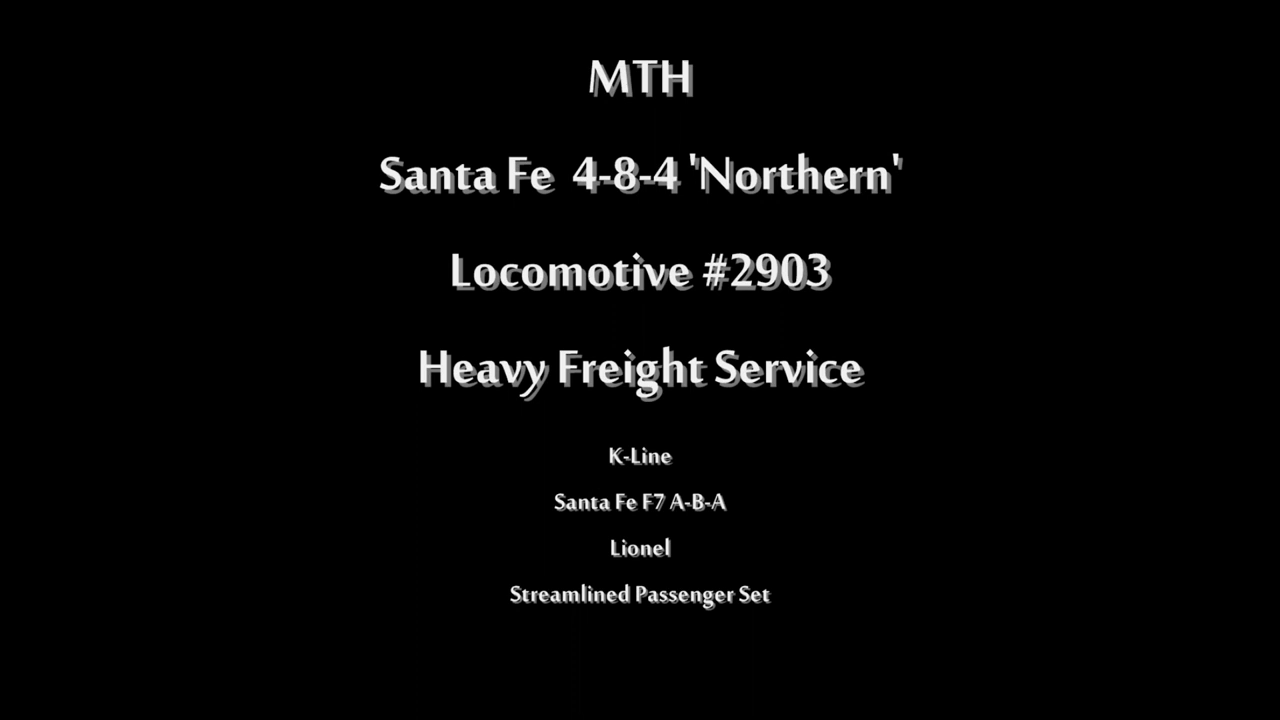 MTH
Santa Fe 4-8-4 'Northern'
Locomotive #2903
Heavy Freight Service
K-Line
Santa Fe F7 A-B-A
Lionel
Streamlined Passenger Set